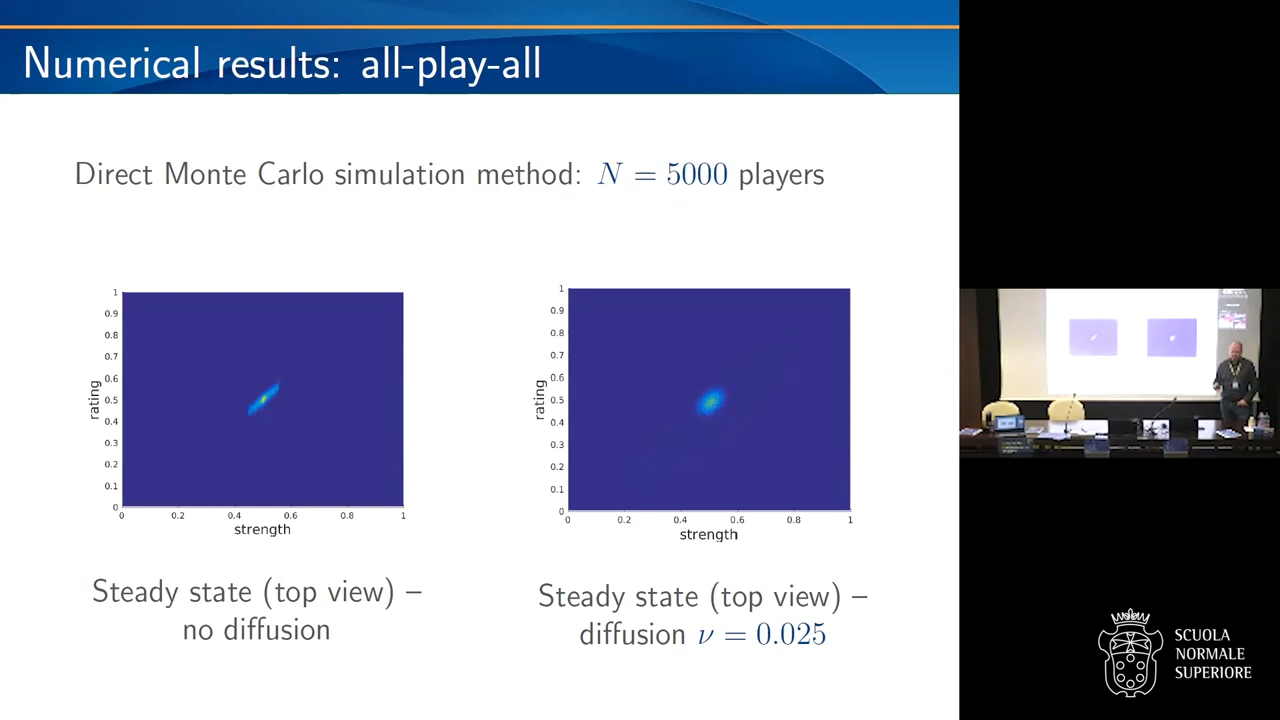 Numerical results: all-play-all
Direct Monte Carlo simulation method: N = 5000 players
1
0.9
0.8
0.7
0.6
0.5
0.4
0.3
0.2
0.1
0
rating
0 0.2 0.4 0.6 0.8 1
strength
Steady state (top view) –
no diffusion
1
0.9
0.8
0.7
0.6
0.5
0.4
0.3
0.2
0.1
0
rating
0 0.2 0.4 0.6 0.8 1
strength
Steady state (top view) –
diffusion ν = 0.025
SCUOLA
NORMALE
SUPERIORE